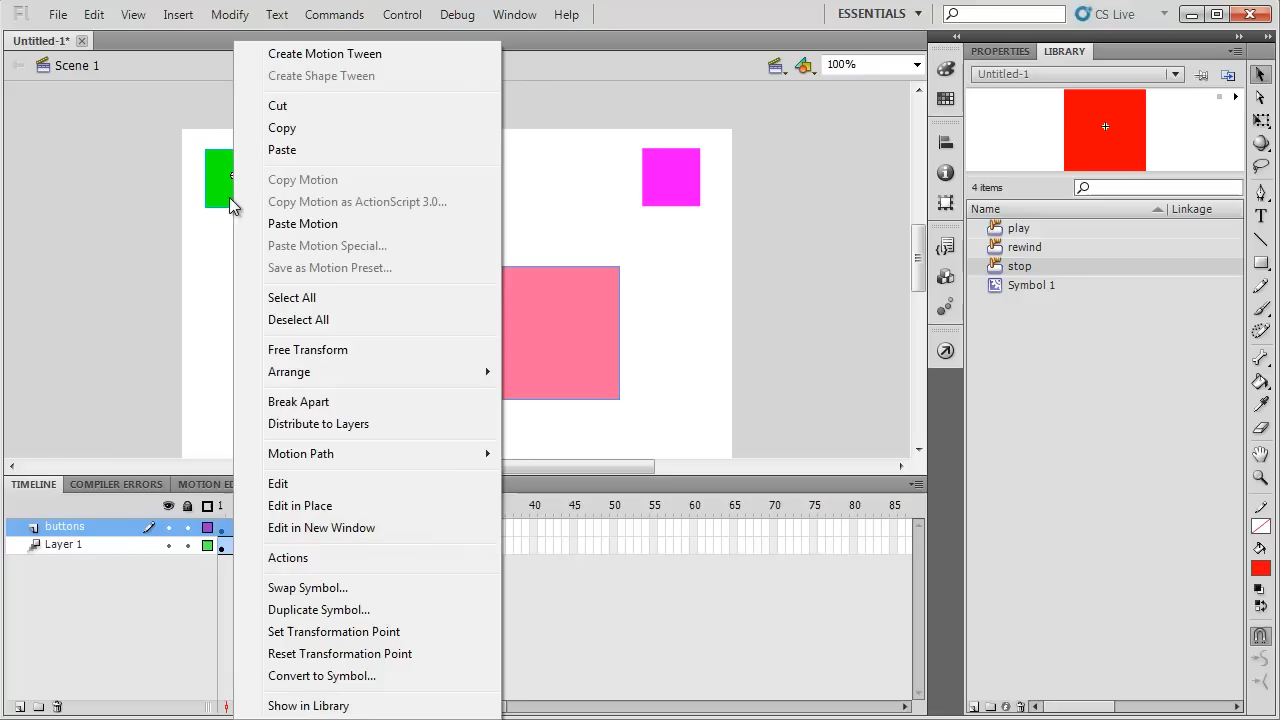 Fl File Edit View Insert Modify Text Commands Control Debug Window Help ESSENTIALS CS Live
Untitled-1*
Scene 1
100%
Create Motion Tween
Create Shape Tween
Cut
Copy
Paste
Copy Motion
Copy Motion as ActionScript 3.0...
Paste Motion
Paste Motion Special...
Save as Motion Preset...
Select All
Deselect All
Free Transform
Arrange
Break Apart
Distribute to Layers
Motion Path
Edit
Edit in Place
Edit in New Window
Actions
Swap Symbol...
Duplicate Symbol...
Set Transformation Point
Reset Transformation Point
Convert to Symbol...
Show in Library
PROPERTIES LIBRARY
Untitled-1
4 items
Name Linkage
play
rewind
stop
Symbol 1
T
TIMELINE COMPILER ERRORS MOTION ED
1 40 45 50 55 60 65 70 75 80 85
buttons
Layer 1